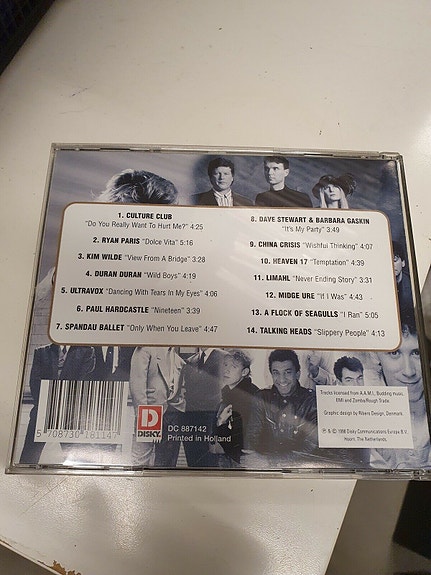 1. CULTURE CLUB
"Do You Really Want To Hurt Me?" 4:25
2. RYAN PARIS "Dolce Vita" 5:16
3. KIM WILDE "View From A Bridge" 3:28
4. DURAN DURAN "Wild Boys" 4:19
5. ULTRAVOX "Dancing With Tears In My Eyes" 4:06
6. PAUL HARDCASTLE "Nineteen" 3:39
7. SPANDAU BALLET "Only When You Leave" 4:47
8. DAVE STEWART & BARBARA GASKIN
"It's My Party" 3:49
9. CHINA CRISIS "Wishful Thinking" 4:07
10. HEAVEN 17 "Temptation" 4:39
11. LIMAHL "Never Ending Story" 3:31
12. MIDGE URE "If I Was" 4:43
13. A FLOCK OF SEAGULLS "I Ran" 5:05
14. TALKING HEADS "Slippery People" 4:13
5 708730 181147
D
DISKY
DC 887142
Printed in Holland
Tracks licensed from A.A.M.I., Budding music,
EMI and Zomba/Rough Trade.
Graphic design by Ribers Design, Denmark.
℗ & © 1998 Disky Communications Europe B.V.,
Hoorn, The Netherlands.